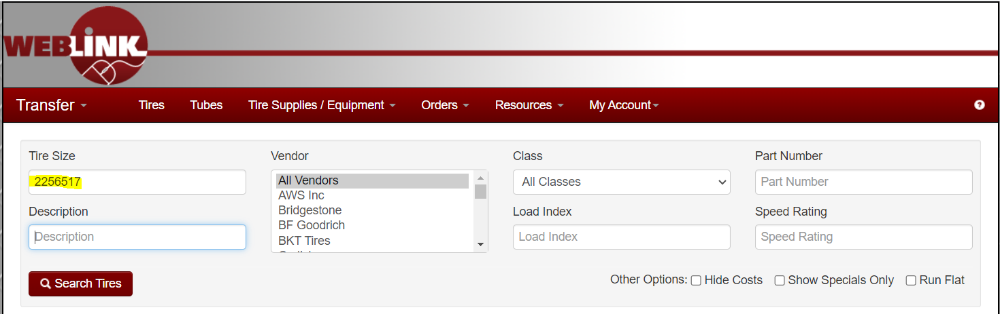 WEBLINK
Transfer Tires Tubes Tire Supplies / Equipment Orders Resources My Account ?
Tire Size Vendor Class Part Number
2256517 All Vendors All Classes Part Number
AWS Inc
Description Bridgestone Load Index Speed Rating
BF Goodrich
Description BKT Tires Load Index Speed Rating
Search Tires Other Options: Hide Costs Show Specials Only Run Flat